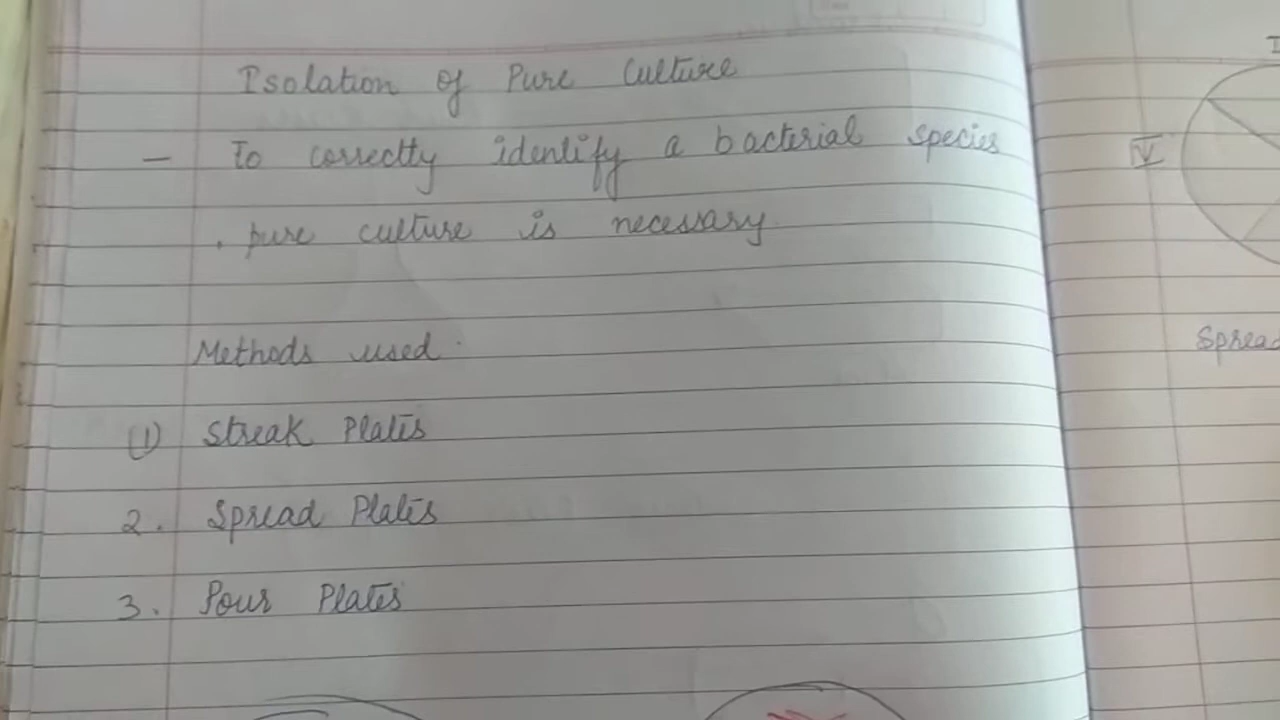 Isolation of Pure Culture
— To correctly identify a bacterial species
. pure culture is necessary.
Methods used.
(1) Streak Plates
2. Spread Plates
3. Pour Plates
IV